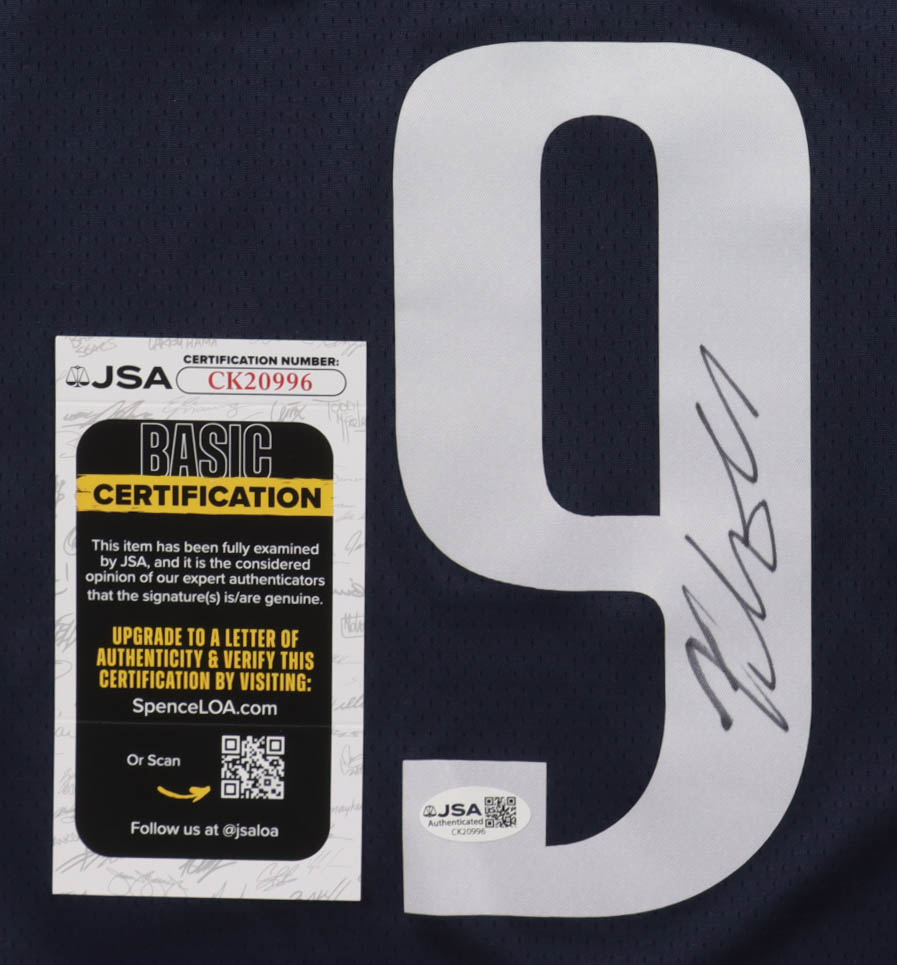 9
JSA
CERTIFICATION NUMBER:
CK20996
BASIC
CERTIFICATION
This item has been fully examined
by JSA, and it is the considered
opinion of our expert authenticators
that the signature(s) is/are genuine.
UPGRADE TO A LETTER OF
AUTHENTICITY & VERIFY THIS
CERTIFICATION BY VISITING:
SpenceLOA.com
Or Scan
Follow us at @jsaloa
JSA
Authenticated
CK20996